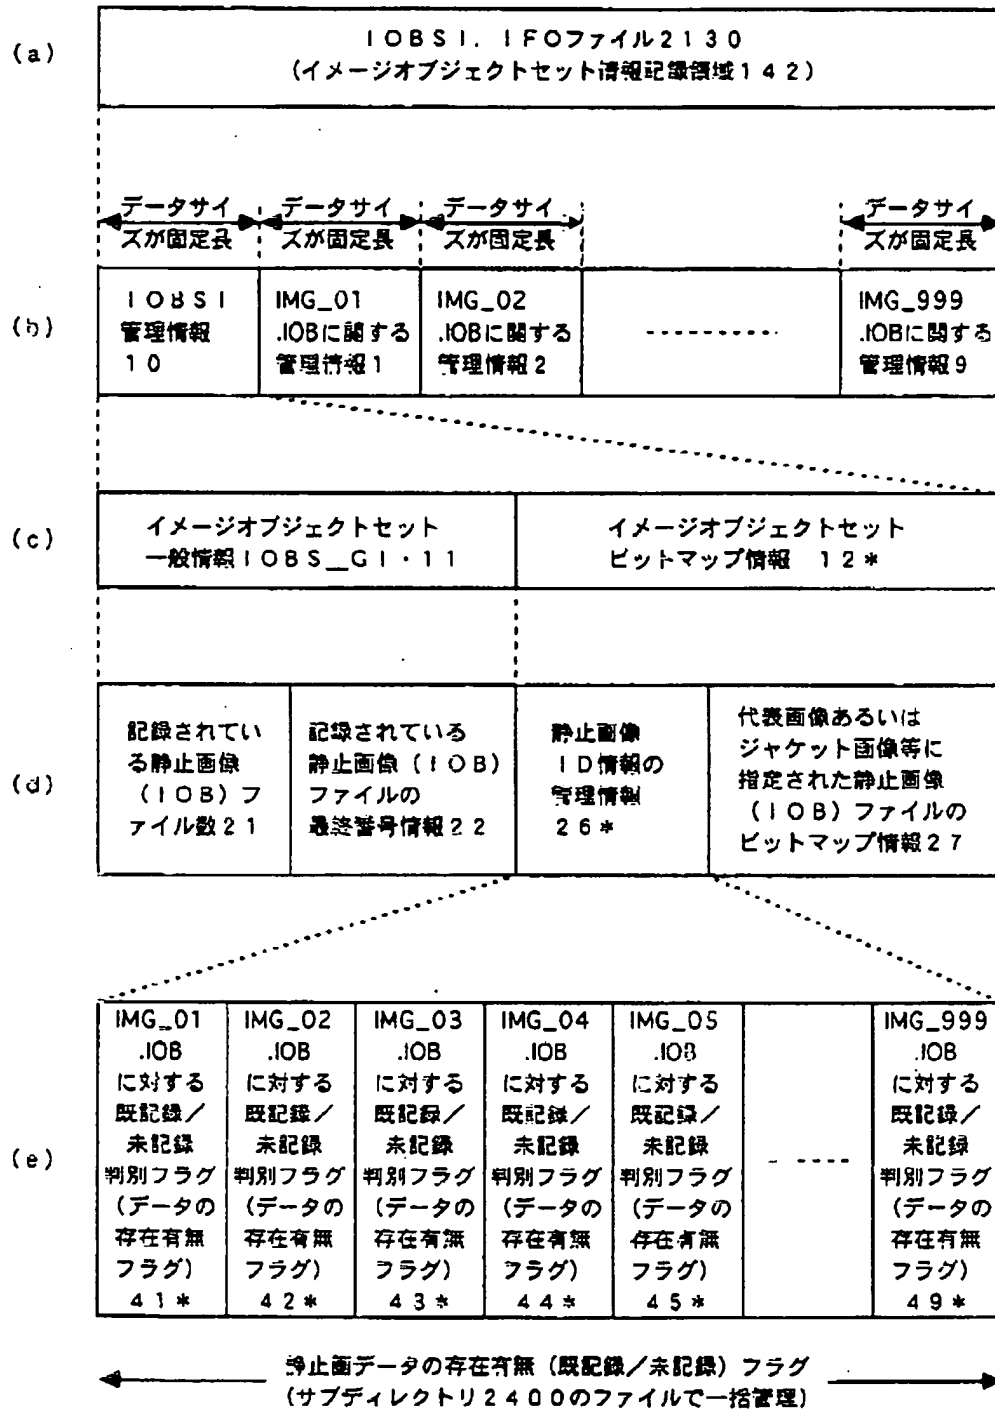 (a)
IOBSI. IFOファイル2130
(イメージオブジェクトセット情報記録領域142)
データサイ
ズが固定長
データサイ
ズが固定長
データサイ
ズが固定長
データサイ
ズが固定長
(b)
IOBSI
管理情報
10
IMG_01
.IOBに関する
管理情報1
IMG_02
.IOBに関する
管理情報2
IMG_999
.IOBに関する
管理情報9
(c)
イメージオブジェクトセット
一般情報IOBS_GI・11
イメージオブジェクトセット
ビットマップ情報 12*
(d)
記録されてい
る静止画像
(IOB)フ
ァイル数21
記録されている
静止画像(IOB)
ファイルの
最終番号情報22
静止画像
ID情報の
管理情報
26*
代表画像あるいは
ジャケット画像等に
指定された静止画像
(IOB)ファイルの
ビットマップ情報27
(e)
IMG_01
.IOB
に対する
既記録/
未記録
判別フラグ
(データの
存在有無
フラグ)
41*
IMG_02
.IOB
に対する
既記録/
未記録
判別フラグ
(データの
存在有無
フラグ)
42*
IMG_03
.IOB
に対する
既記録/
未記録
判別フラグ
(データの
存在有無
フラグ)
43*
IMG_04
.IOB
に対する
既記録/
未記録
判別フラグ
(データの
存在有無
フラグ)
44*
IMG_05
.IOB
に対する
既記録/
未記録
判別フラグ
(データの
存在有無
フラグ)
45*
IMG_999
.IOB
に対する
既記録/
未記録
判別フラグ
(データの
存在有無
フラグ)
49*
静止画データの存在有無(既記録/未記録)フラグ
(サブディレクトリ2400のファイルで一括管理)